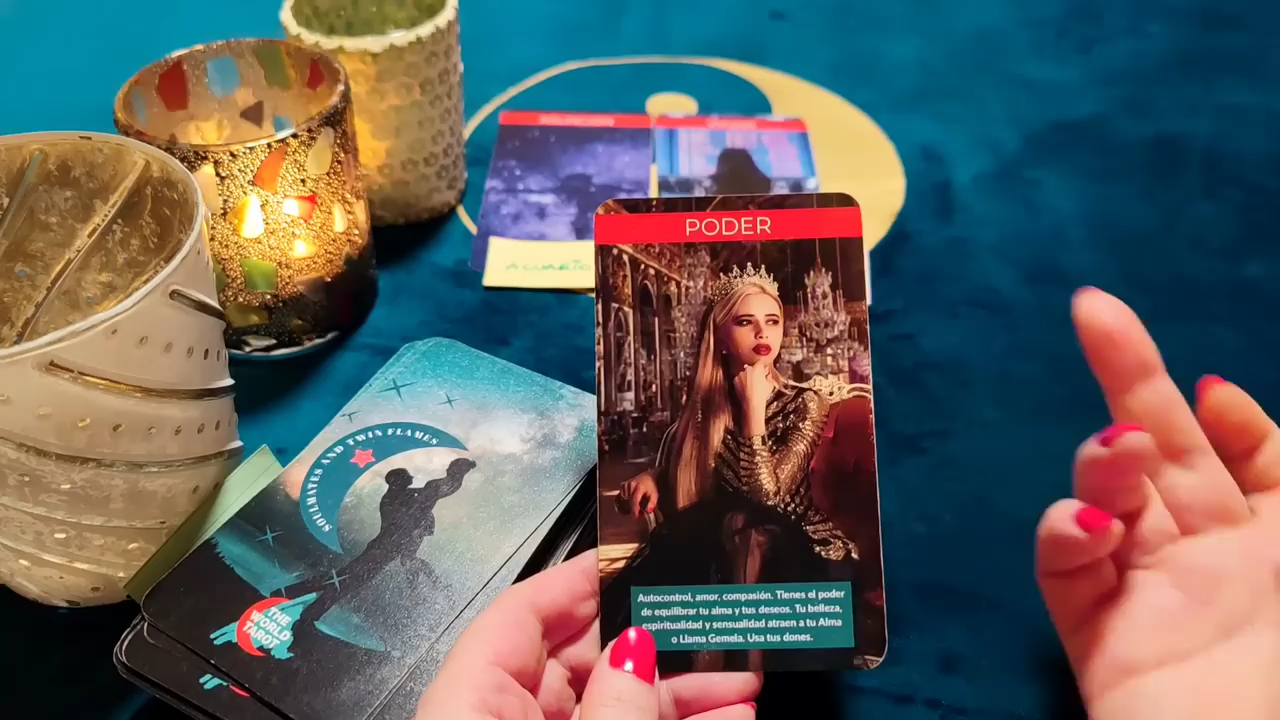 PODER
ACUARIO
SOULMATES AND TWIN FLAMES
THE
WORLD
TAROT
Autocontrol, amor, compasión. TIenes el poder
de equilibrar tu alma y tus deseos. Tu belleza,
espiritualidad y sensualidad atraen a tu Alma
o Llama Gemela. Usa tus dones.